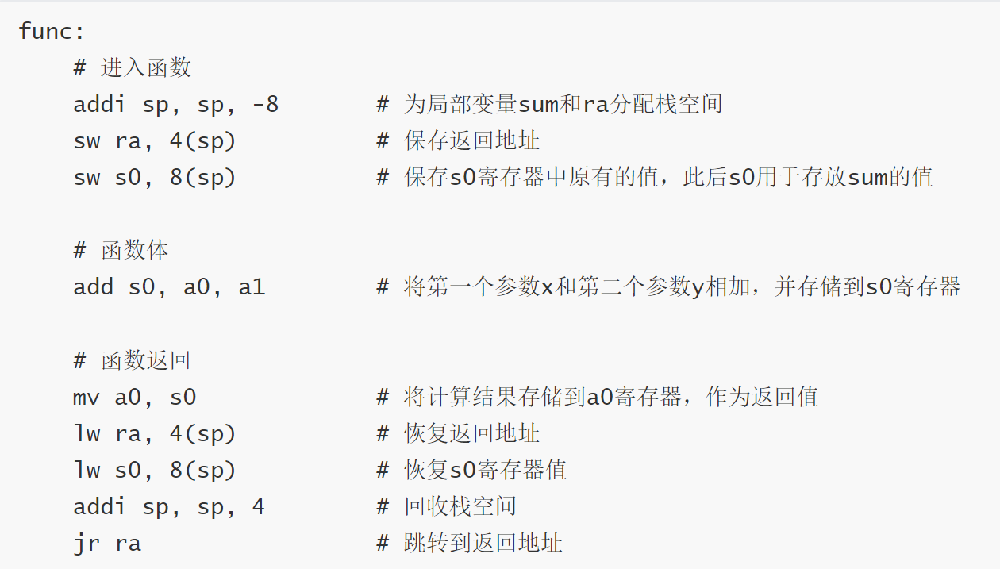 func:
# 进入函数
addi sp, sp, -8 # 为局部变量sum和ra分配栈空间
sw ra, 4(sp) # 保存返回地址
sw s0, 8(sp) # 保存s0寄存器中原有的值，此后s0用于存放sum的值
# 函数体
add s0, a0, a1 # 将第一个参数x和第二个参数y相加，并存储到s0寄存器
# 函数返回
mv a0, s0 # 将计算结果存储到a0寄存器，作为返回值
lw ra, 4(sp) # 恢复返回地址
lw s0, 8(sp) # 恢复s0寄存器值
addi sp, sp, 4 # 回收栈空间
jr ra # 跳转到返回地址